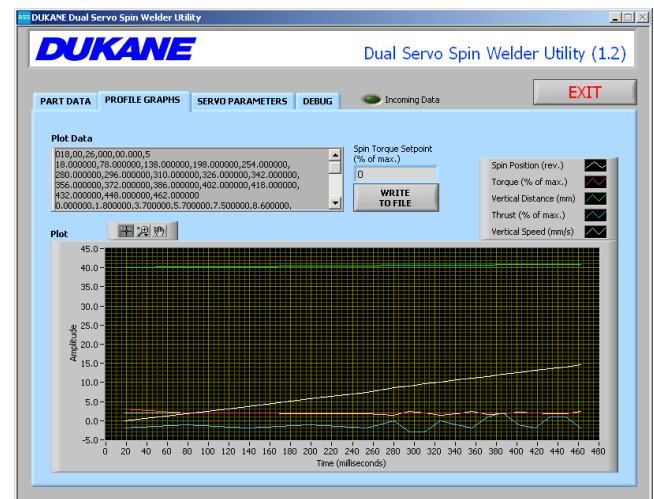 DUKANE Dual Servo Spin Welder Utility
DUKANE
Dual Servo Spin Welder Utility (1.2)
EXIT
PART DATA
PROFILE GRAPHS
SERVO PARAMETERS
DEBUG
Incoming Data
Plot Data
018,00,26,000,00.000,5
18.000000,78.000000,138.000000,198.000000,254.000000,
280.000000,296.000000,310.000000,326.000000,342.000000,
356.000000,372.000000,386.000000,402.000000,418.000000,
432.000000,448.000000,462.000000
0.000000,1.800000,3.700000,5.700000,7.500000,8.600000,
Spin Torque Setpoint
(% of max.)
0
WRITE
TO FILE
Spin Position (rev.)
Torque (% of max.)
Vertical Distance (mm)
Thrust (% of max.)
Vertical Speed (mm/s)
Plot
45.0
40.0
35.0
30.0
25.0
20.0
15.0
10.0
5.0
0.0
-5.0
Amplitude
0 20 40 60 80 100 120 140 160 180 200 220 240 260 280 300 320 340 360 380 400 420 440 460 480
Time (milliseconds)